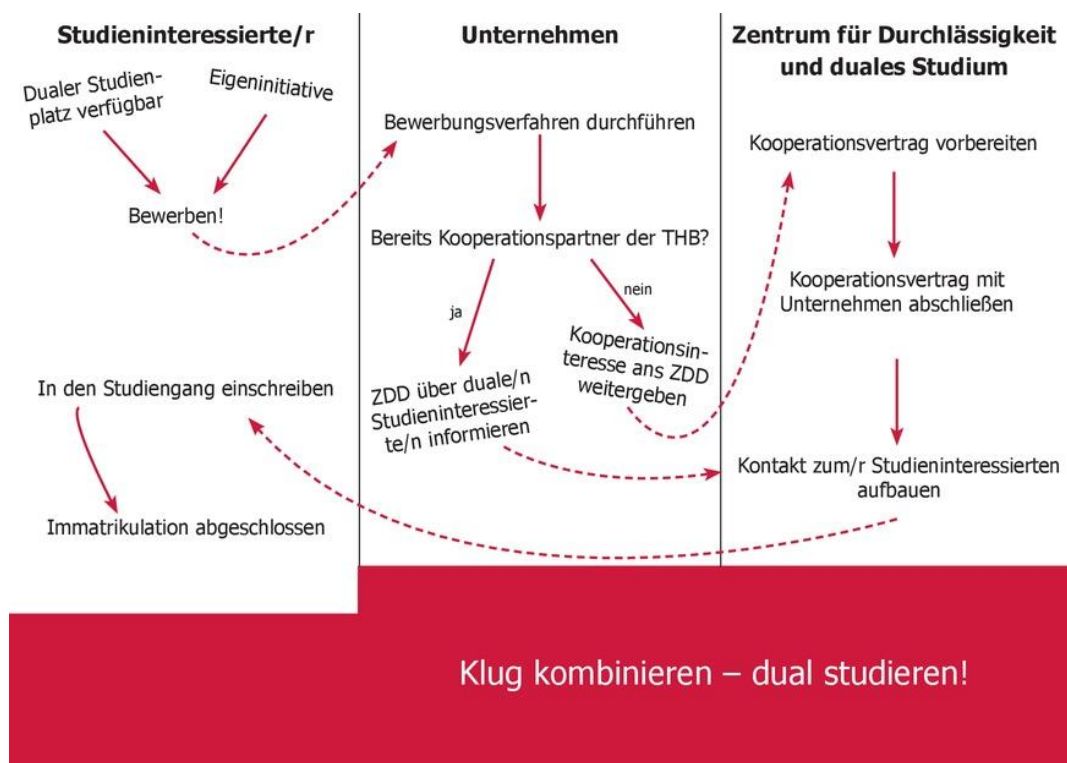 Studieninteressierte/r
Dualer Studien-
platz verfügbar
Eigeninitiative
Bewerben!
In den Studiengang einschreiben
Immatrikulation abgeschlossen
Unternehmen
Bewerbungsverfahren durchführen
Bereits Kooperationspartner der THB?
ja
nein
ZDD über duale/n
Studieninteressier-
te/n informieren
Kooperationsin-
teresse ans ZDD
weitergeben
Zentrum für Durchlässigkeit
und duales Studium
Kooperationsvertrag vorbereiten
Kooperationsvertrag mit
Unternehmen abschließen
Kontakt zum/r Studieninteressierten
aufbauen
Klug kombinieren – dual studieren!